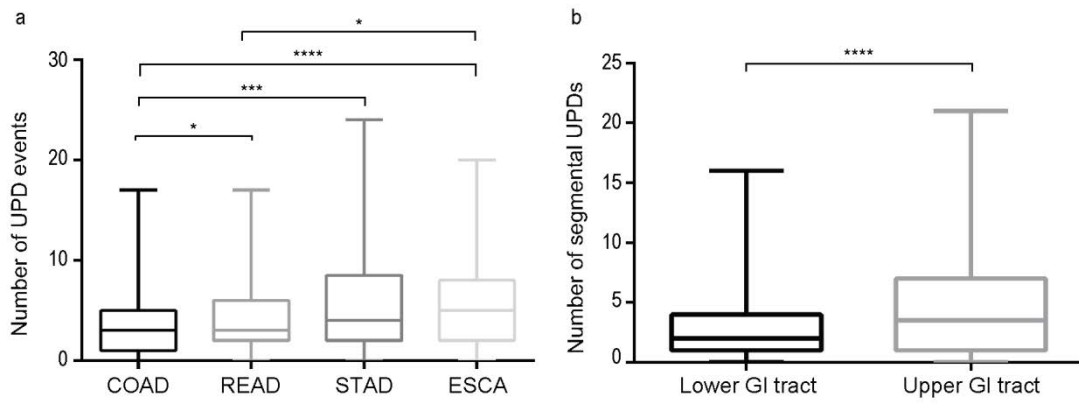 a
Number of UPD events
30
20
10
0
*
****
***
*
COAD READ STAD ESCA
b
Number of segmental UPDs
25
20
15
10
5
0
****
Lower GI tract Upper GI tract